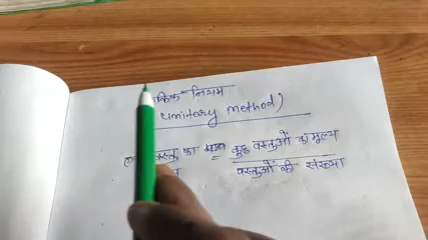 नियम
unitary method)
वस्तु का = कुछ वस्तुओं का मूल्य
वस्तुओं की संख्या